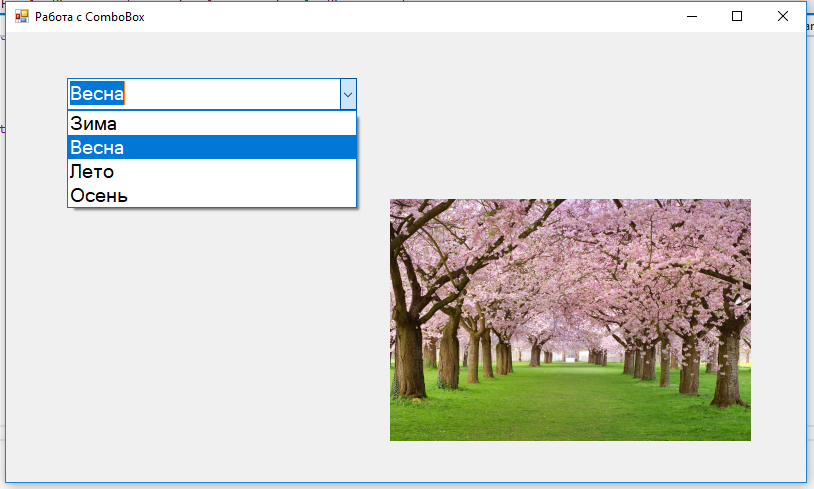 Работа с ComboBox
Весна
Зима
Весна
Лето
Осень